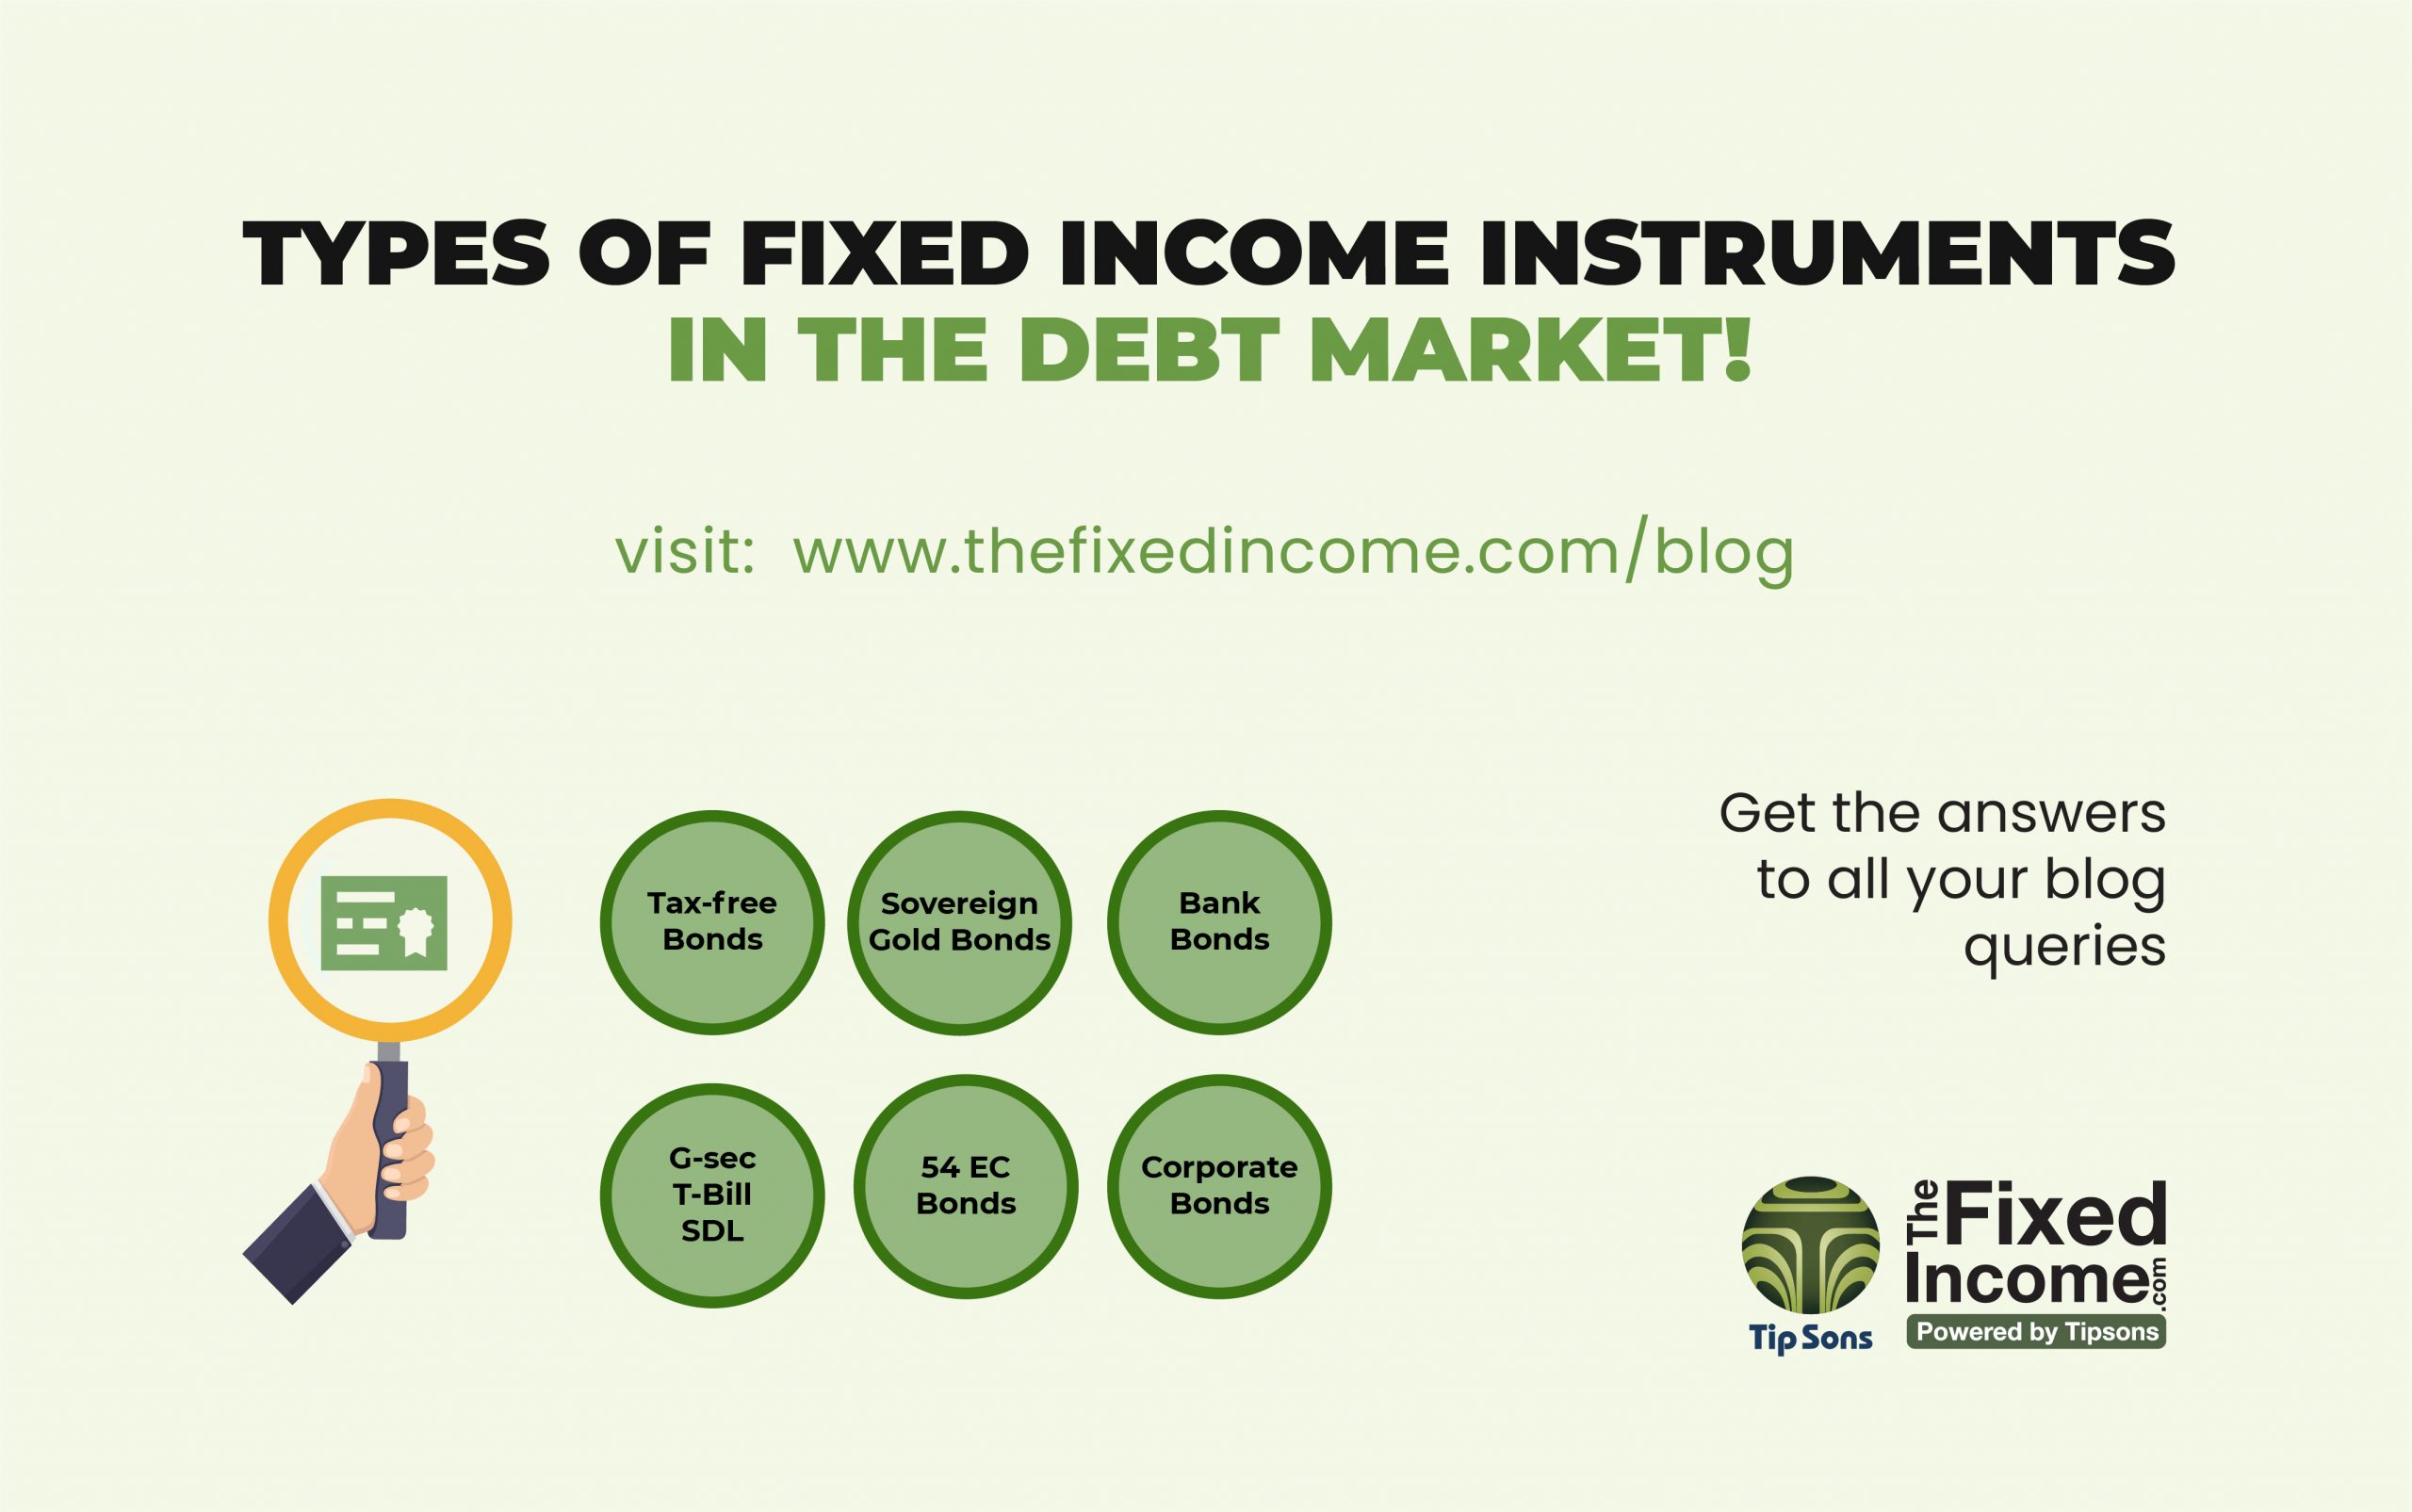 TYPES OF FIXED INCOME INSTRUMENTS
IN THE DEBT MARKET!
visit: www.thefixedincome.com/blog
Tax-free
Bonds
Sovereign
Gold Bonds
Bank
Bonds
G-sec
T-Bill
SDL
54 EC
Bonds
Corporate
Bonds
Get the answers
to all your blog
queries
Tip Sons
The Fixed
Income.com
Powered by Tipsons